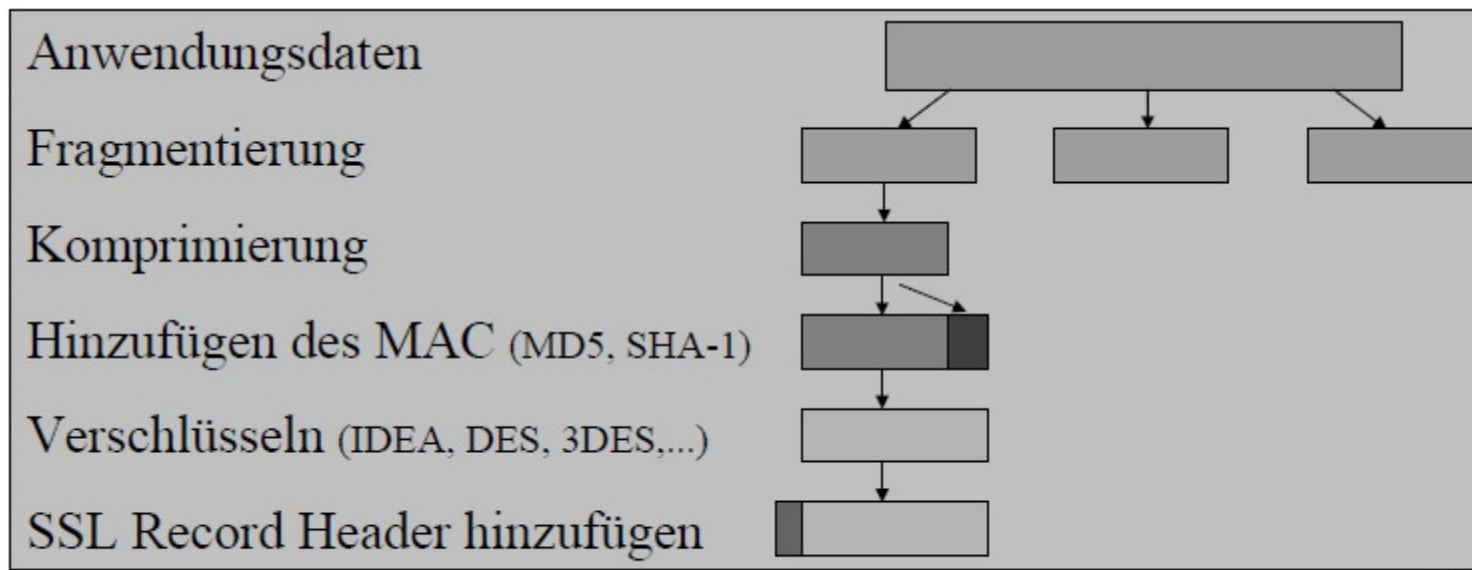 Anwendungsdaten
Fragmentierung
Komprimierung
Hinzufügen des MAC (MD5, SHA-1)
Verschlüsseln (IDEA, DES, 3DES,...)
SSL Record Header hinzufügen